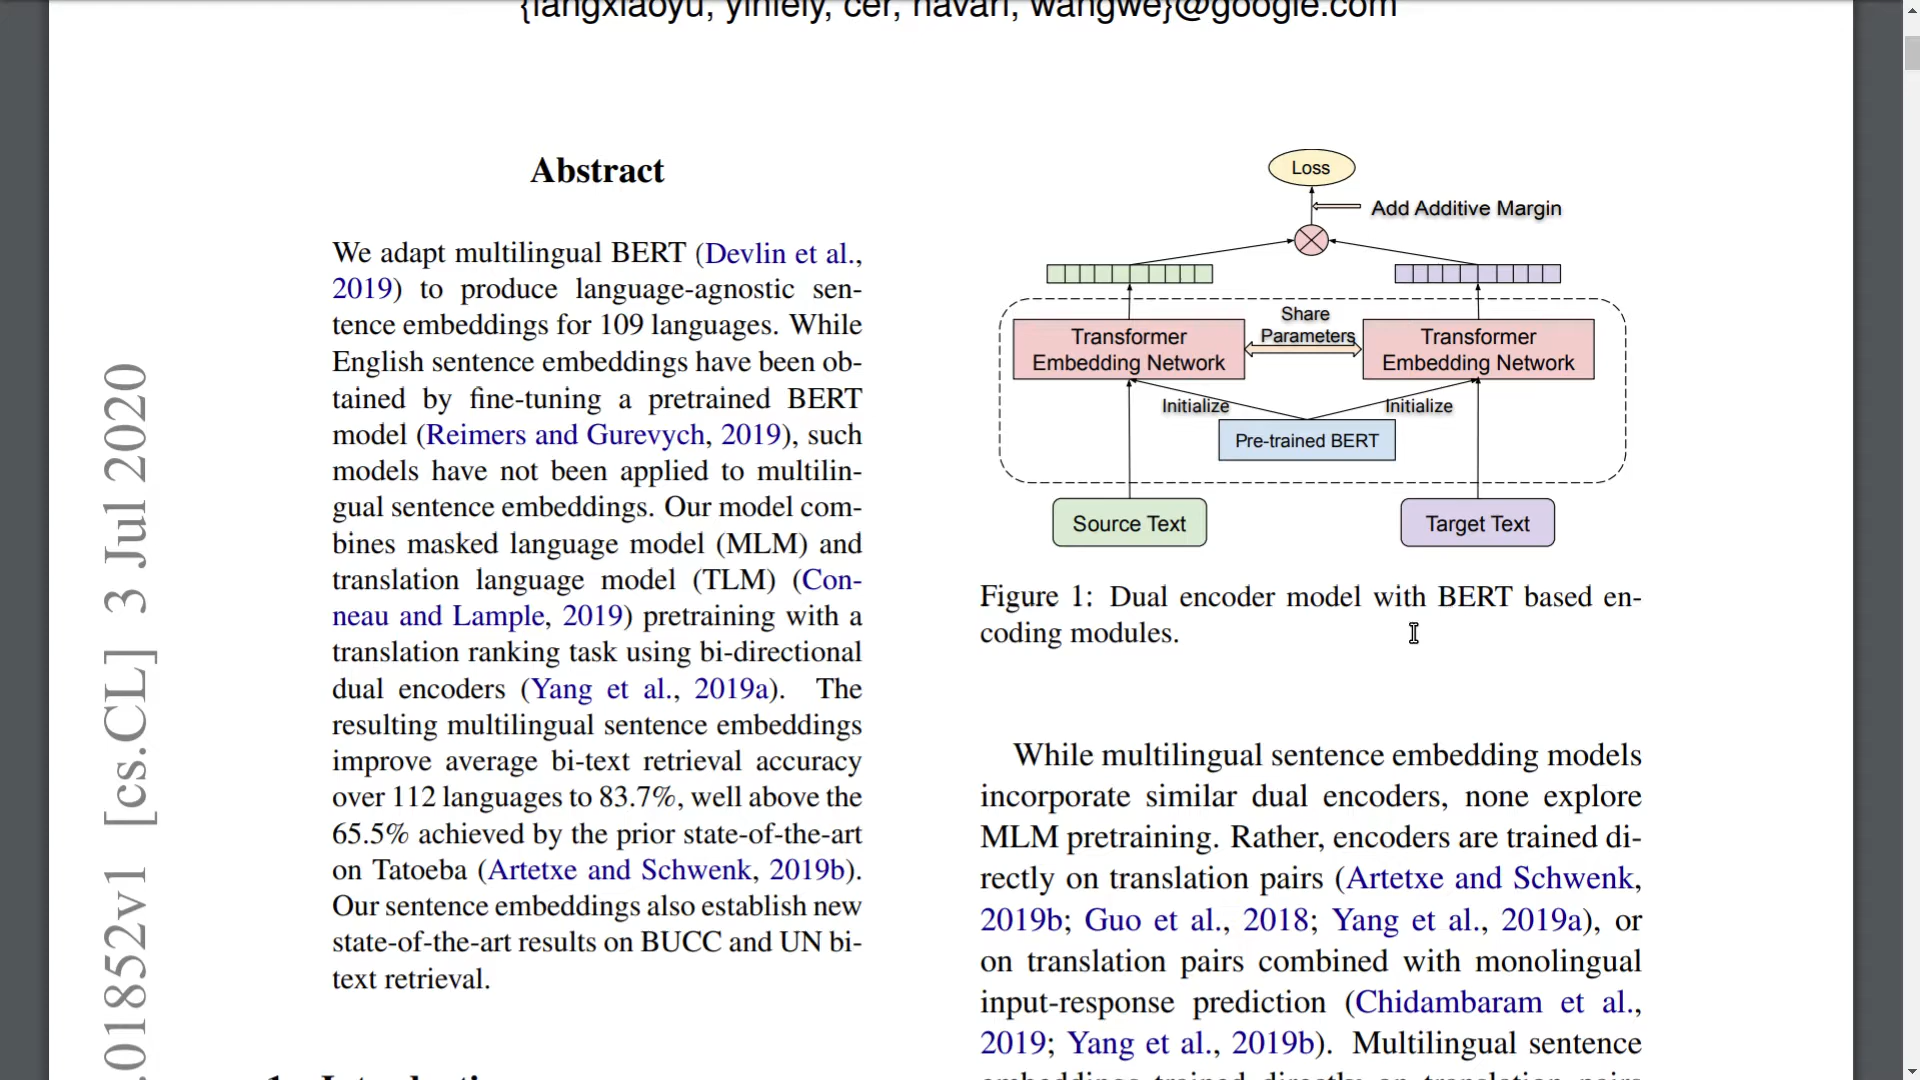 {fangxiaoyu, yinfeiy, cer, navari, wangwe}@google.com
.01852v1 [cs.CL] 3 Jul 2020
Abstract
We adapt multilingual BERT (Devlin et al.,
2019) to produce language-agnostic sen-
tence embeddings for 109 languages. While
English sentence embeddings have been ob-
tained by fine-tuning a pretrained BERT
model (Reimers and Gurevych, 2019), such
models have not been applied to multilin-
gual sentence embeddings. Our model com-
bines masked language model (MLM) and
translation language model (TLM) (Con-
neau and Lample, 2019) pretraining with a
translation ranking task using bi-directional
dual encoders (Yang et al., 2019a). The
resulting multilingual sentence embeddings
improve average bi-text retrieval accuracy
over 112 languages to 83.7%, well above the
65.5% achieved by the prior state-of-the-art
on Tatoeba (Artetxe and Schwenk, 2019b).
Our sentence embeddings also establish new
state-of-the-art results on BUCC and UN bi-
text retrieval.
Loss
Add Additive Margin
Share
Parameters
Transformer
Embedding Network
Transformer
Embedding Network
Initialize
Initialize
Pre-trained BERT
Source Text
Target Text
Figure 1: Dual encoder model with BERT based en-
coding modules.
While multilingual sentence embedding models
incorporate similar dual encoders, none explore
MLM pretraining. Rather, encoders are trained di-
rectly on translation pairs (Artetxe and Schwenk,
2019b; Guo et al., 2018; Yang et al., 2019a), or
on translation pairs combined with monolingual
input-response prediction (Chidambaram et al.,
2019; Yang et al., 2019b). Multilingual sentence